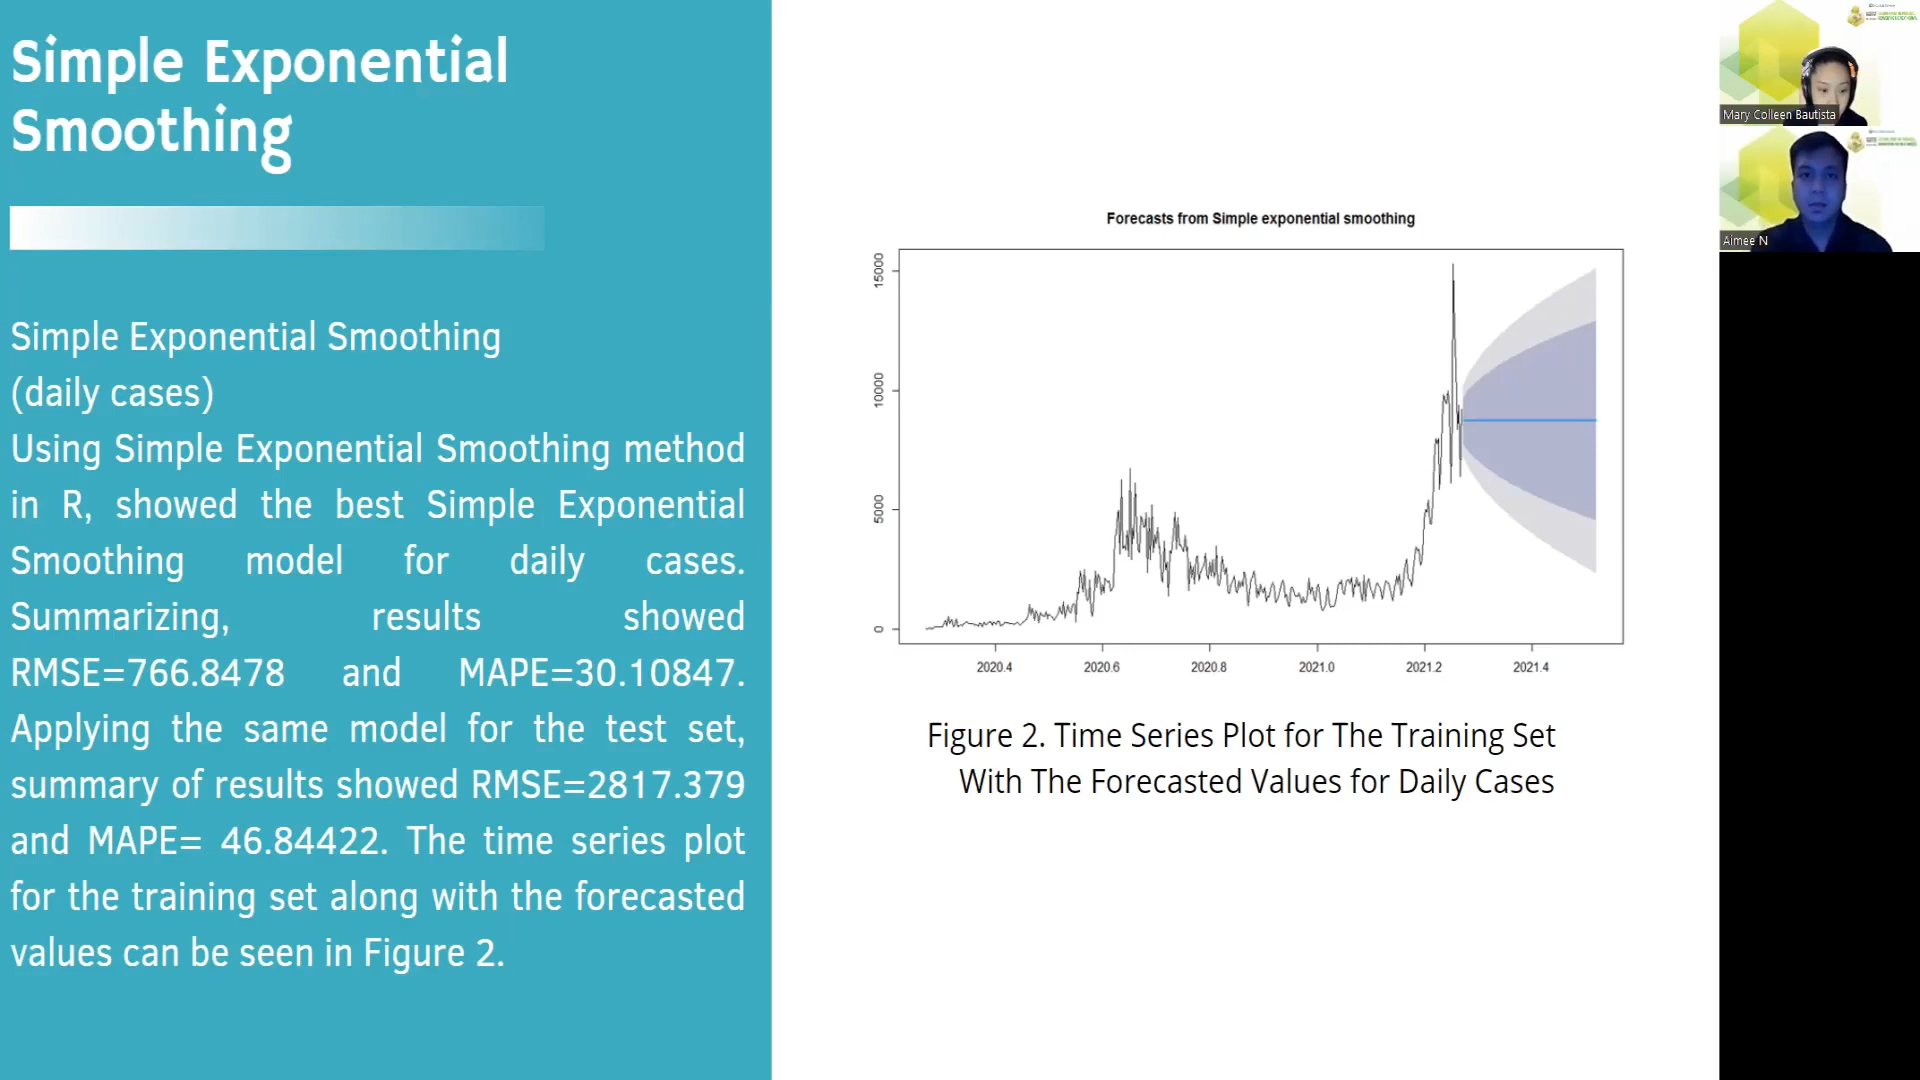 Simple Exponential
Smoothing
Simple Exponential Smoothing
(daily cases)
Using Simple Exponential Smoothing method
in R, showed the best Simple Exponential
Smoothing model for daily cases.
Summarizing, results showed
RMSE=766.8478 and MAPE=30.10847.
Applying the same model for the test set,
summary of results showed RMSE=2817.379
and MAPE= 46.84422. The time series plot
for the training set along with the forecasted
values can be seen in Figure 2.
Forecasts from Simple exponential smoothing
15000
10000
5000
0
2020.4 2020.6 2020.8 2021.0 2021.2 2021.4
Figure 2. Time Series Plot for The Training Set
With The Forecasted Values for Daily Cases
Mary Colleen Bautista
Aimee N